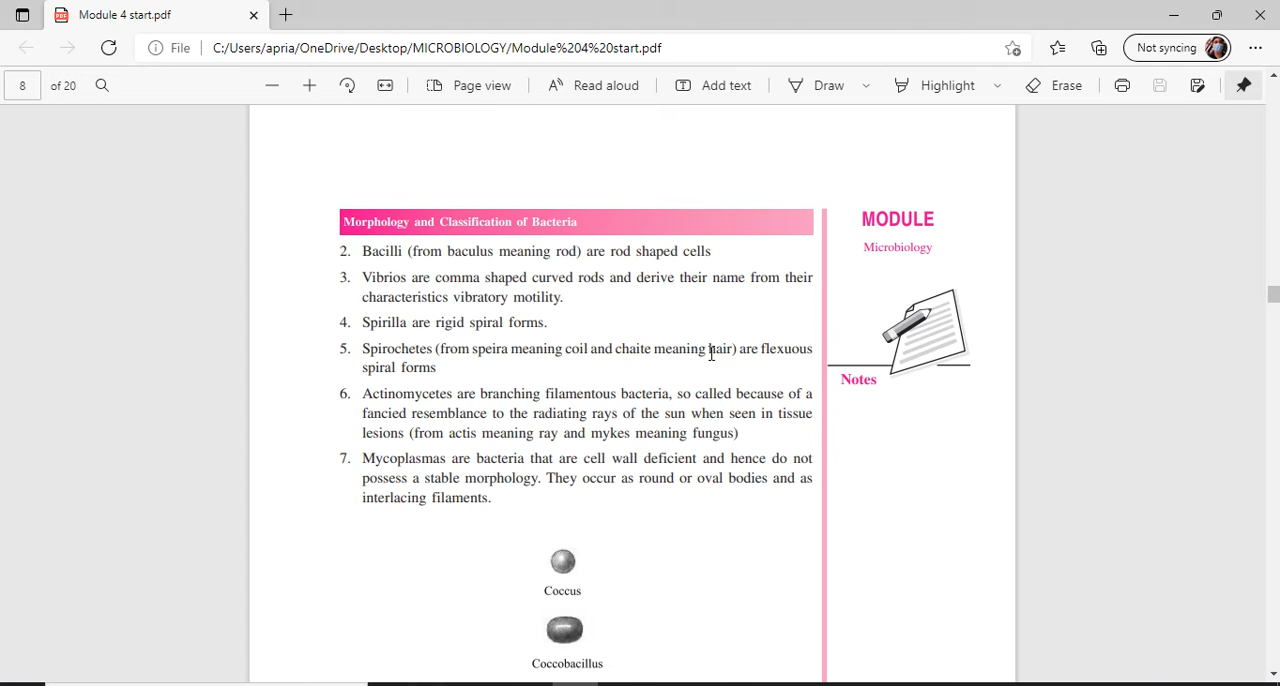 Module 4 start.pdf
File C:/Users/apria/OneDrive/Desktop/MICROBIOLOGY/Module%204%20start.pdf Not syncing
8 of 20 Page view Read aloud Add text Draw Highlight Erase
Morphology and Classification of Bacteria
2. Bacilli (from baculus meaning rod) are rod shaped cells
3. Vibrios are comma shaped curved rods and derive their name from their
characteristics vibratory motility.
4. Spirilla are rigid spiral forms.
5. Spirochetes (from speira meaning coil and chaite meaning hair) are flexuous
spiral forms
6. Actinomycetes are branching filamentous bacteria, so called because of a
fancied resemblance to the radiating rays of the sun when seen in tissue
lesions (from actis meaning ray and mykes meaning fungus)
7. Mycoplasmas are bacteria that are cell wall deficient and hence do not
possess a stable morphology. They occur as round or oval bodies and as
interlacing filaments.
Coccus
Coccobacillus
MODULE
Microbiology
Notes